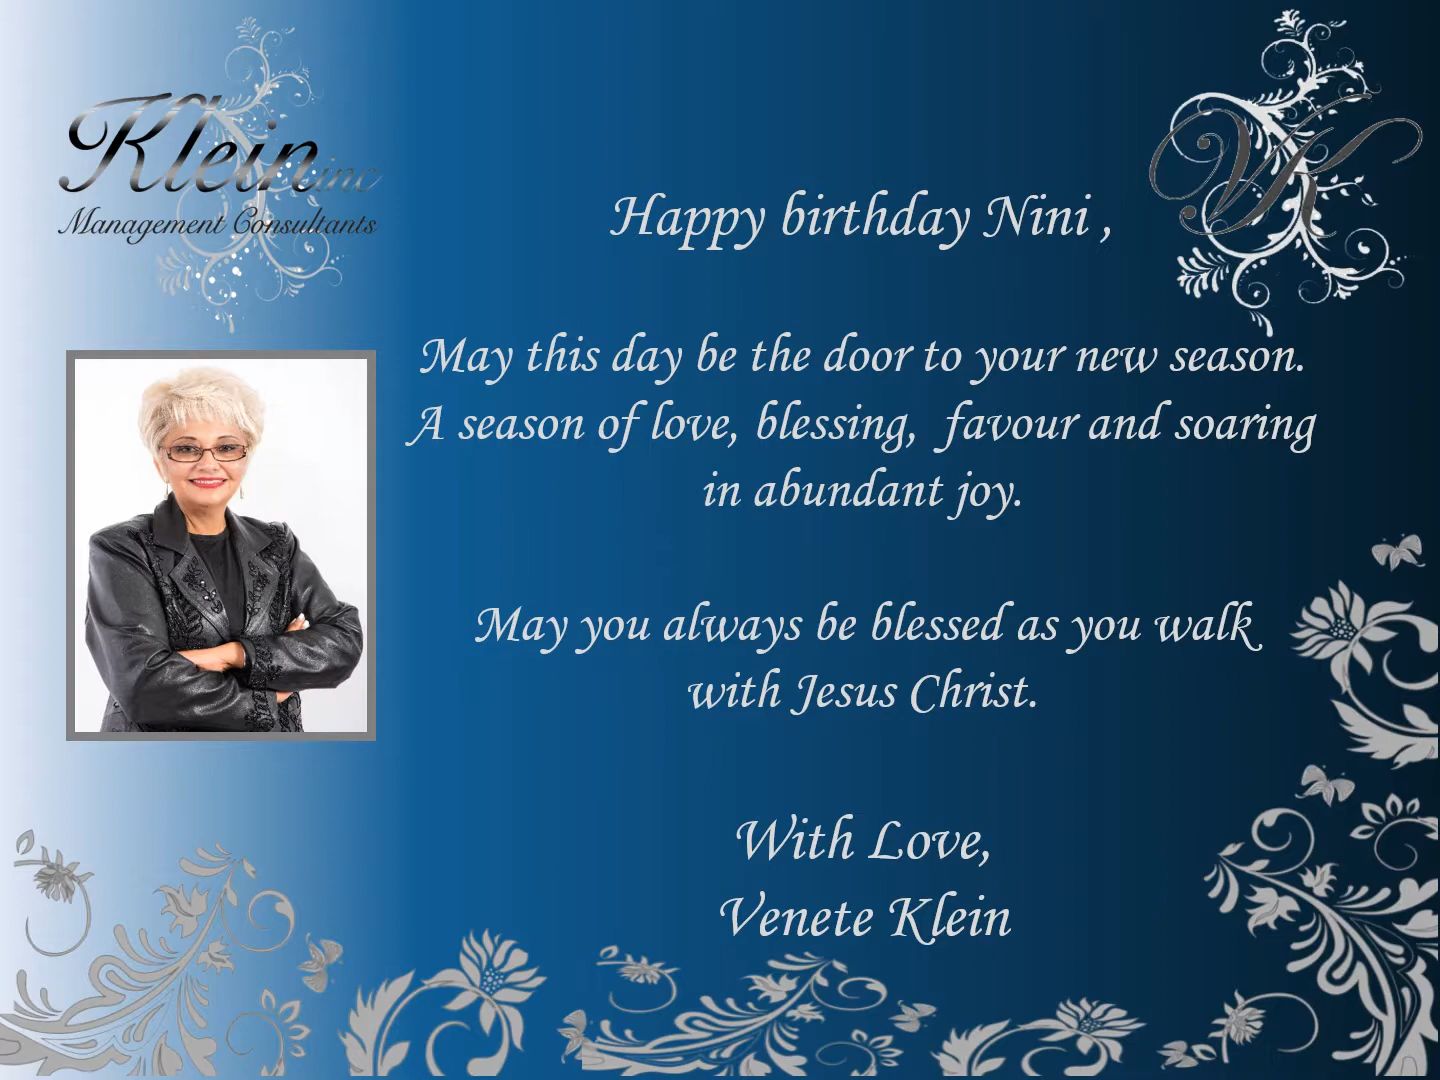 Klein inc
Management Consultants
VK
Happy birthday Nini ,
May this day be the door to your new season.
A season of love, blessing, favour and soaring
in abundant joy.
May you always be blessed as you walk
with Jesus Christ.
With Love,
Venete Klein